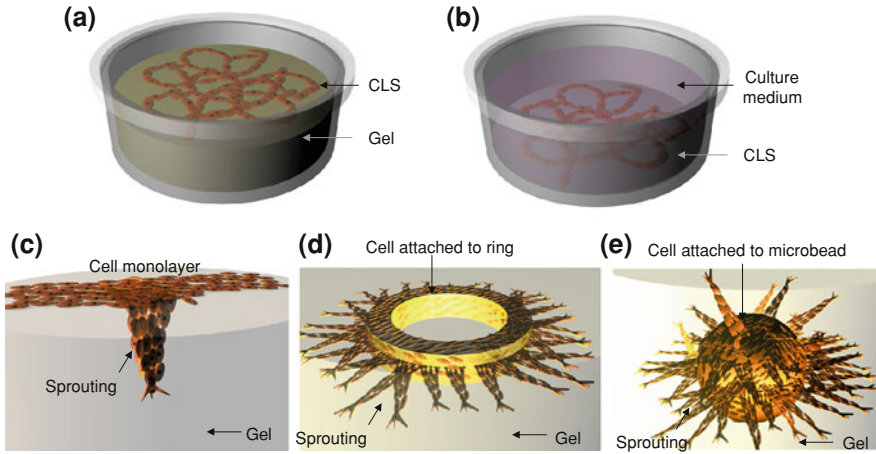 (a)
CLS
Gel
(b)
Culture
medium
CLS
(c)
Cell monolayer
Sprouting
Gel
(d)
Cell attached to ring
Sprouting
Gel
(e)
Cell attached to microbead
Sprouting
Gel